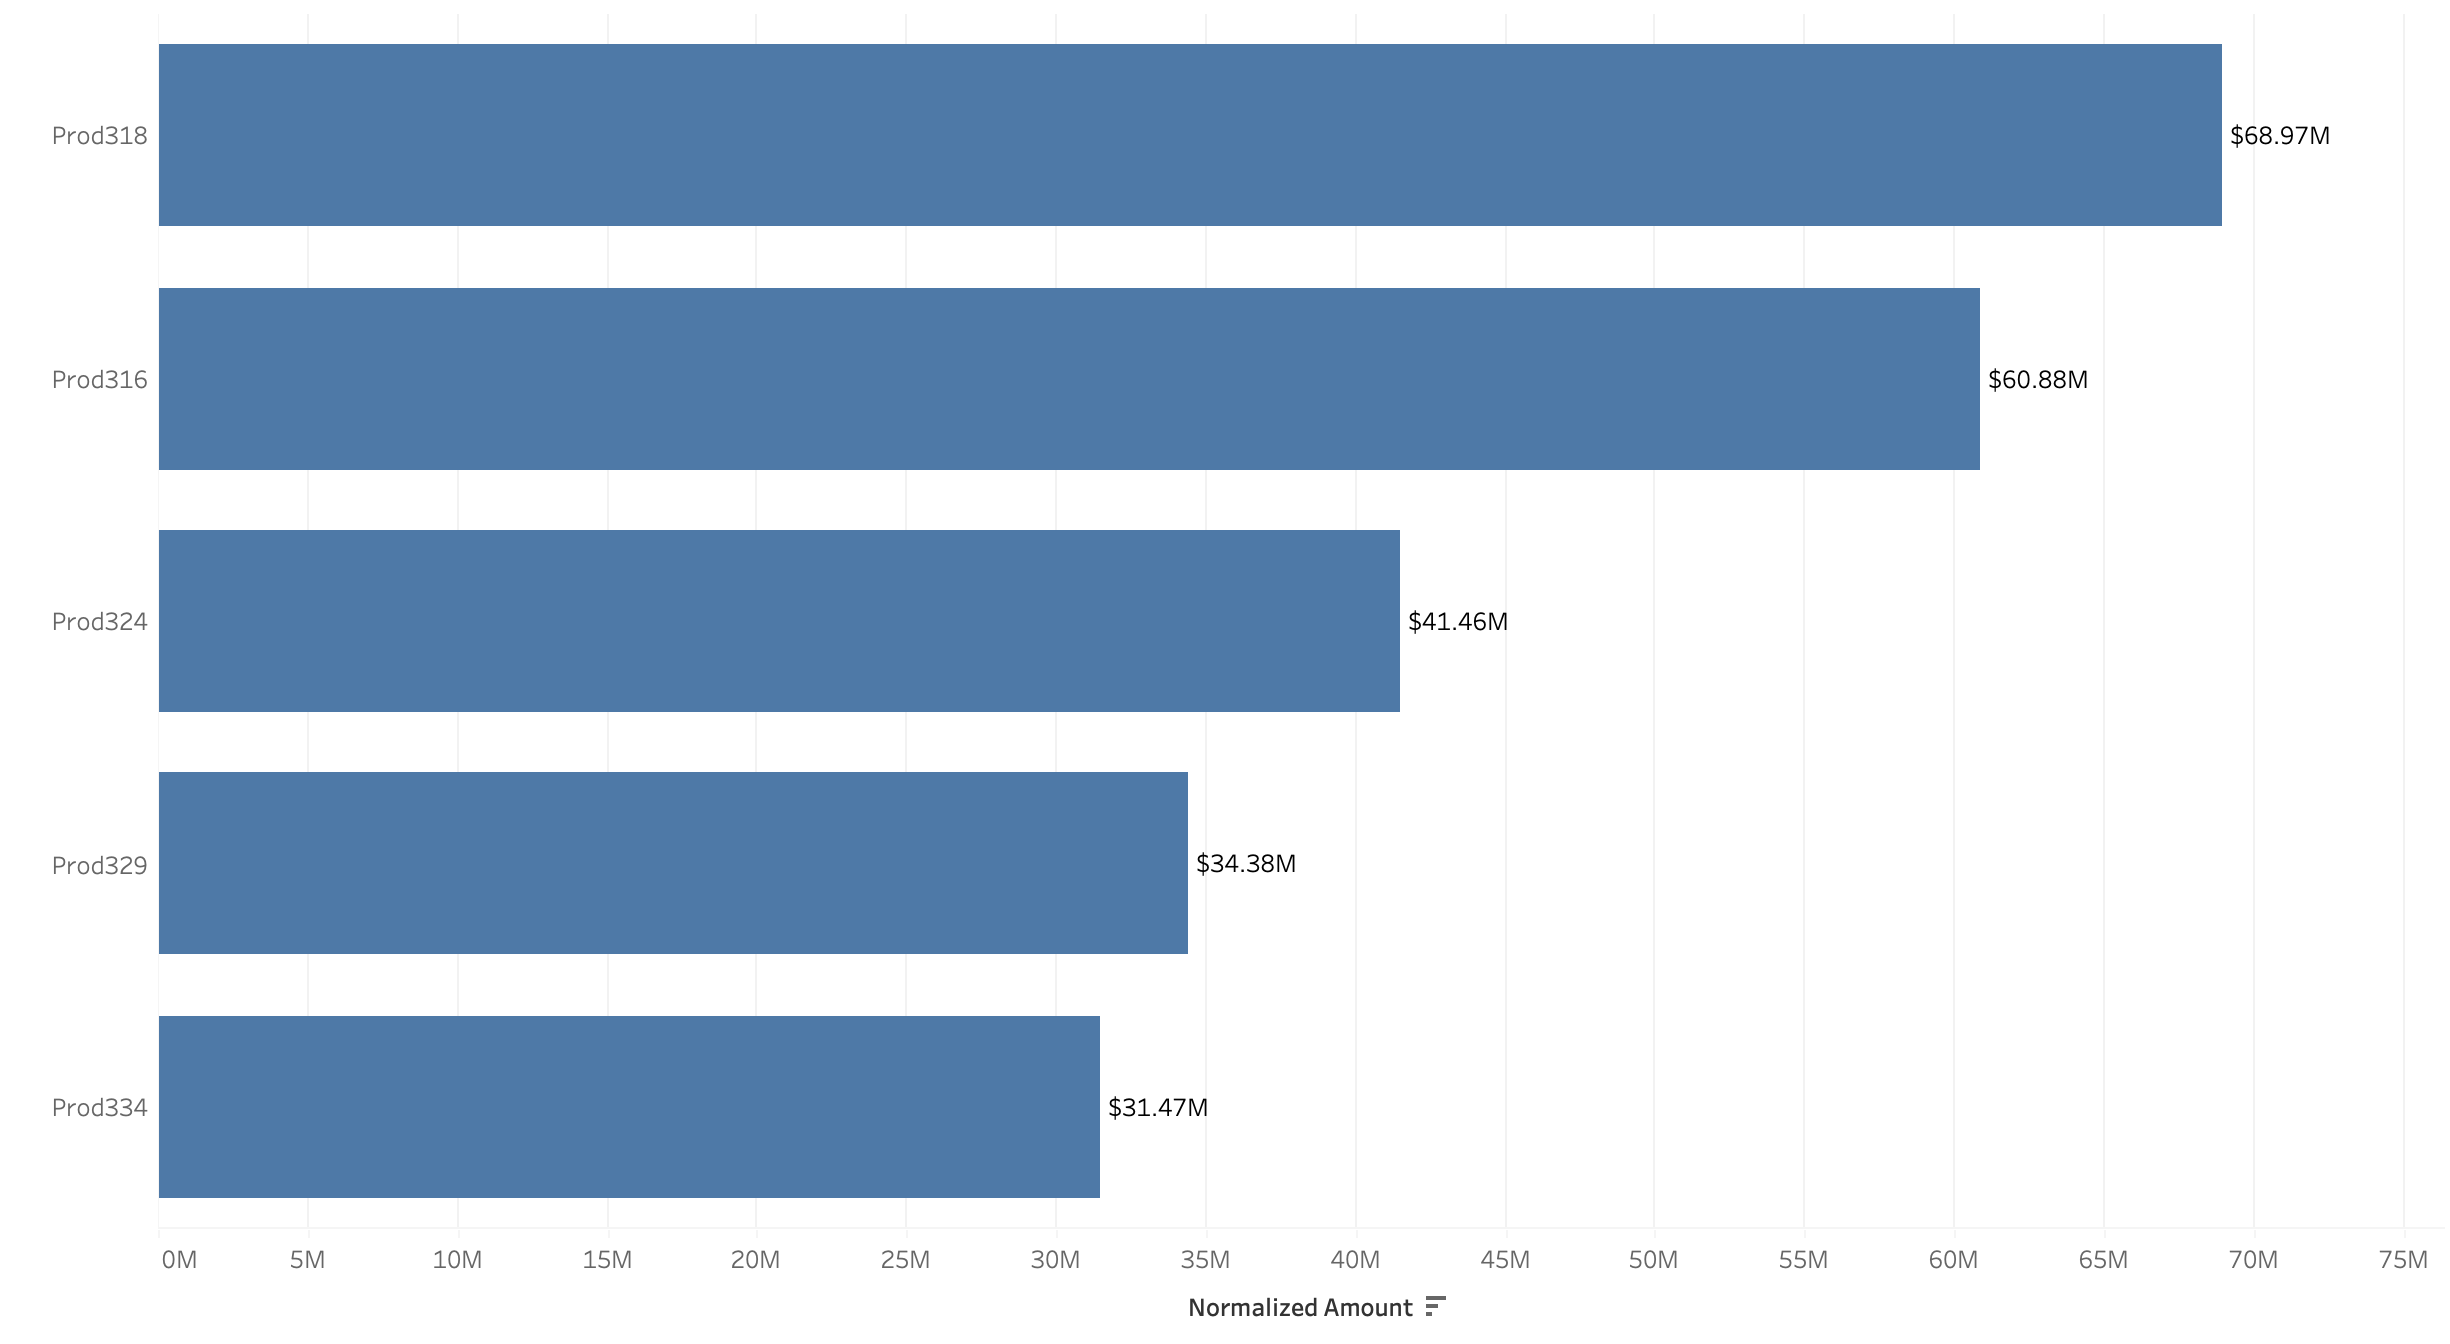 Prod318 $68.97M
Prod316 $60.88M
Prod324 $41.46M
Prod329 $34.38M
Prod334 $31.47M
0M 5M 10M 15M 20M 25M 30M 35M 40M 45M 50M 55M 60M 65M 70M 75M
Normalized Amount